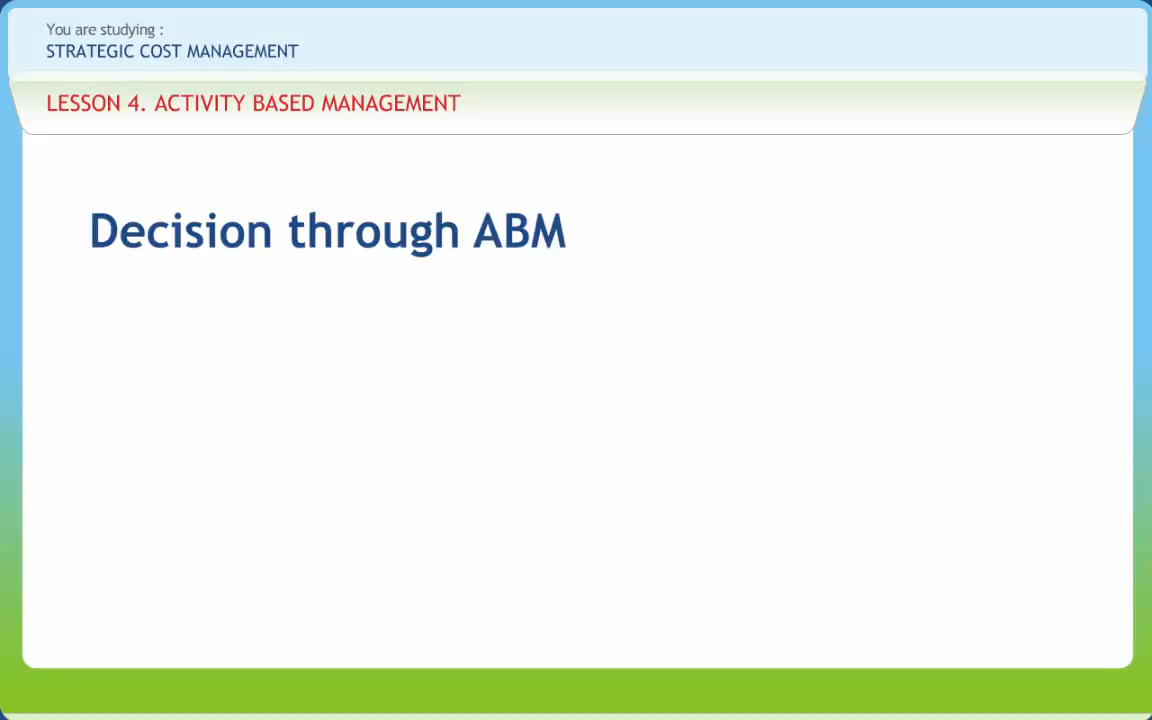 You are studying :
STRATEGIC COST MANAGEMENT
LESSON 4. ACTIVITY BASED MANAGEMENT
Decision through ABM